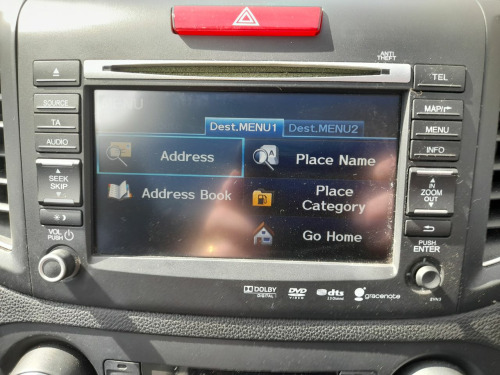 ANTI
THEFT
TEL
SOURCE
TA
AUDIO
SEEK
SKIP
VOL
PUSH
Dest.MENU1
Dest.MENU2
Address
Place Name
Address Book
Place
Category
Go Home
MAP/
MENU
INFO
IN
ZOOM
OUT
PUSH
ENTER
DOLBY
DIGITAL
DVD
VIDEO
dts
gracenote